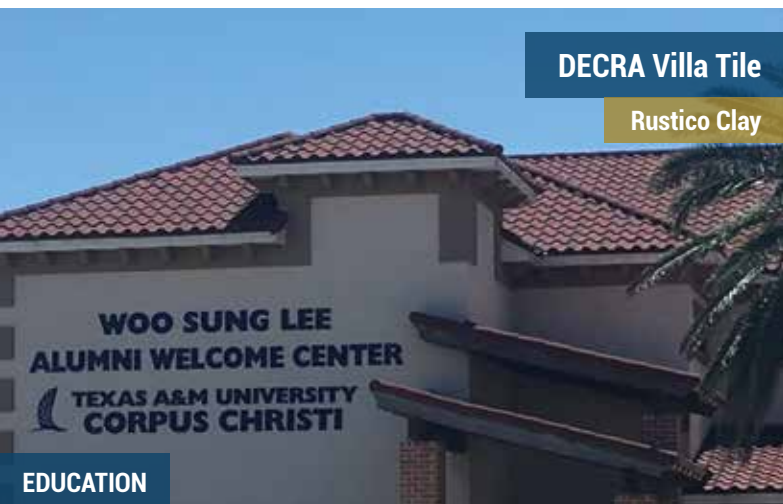 DECRA Villa Tile
Rustico Clay
WOO SUNG LEE
ALUMNI WELCOME CENTER
TEXAS A&M UNIVERSITY
CORPUS CHRISTI
EDUCATION